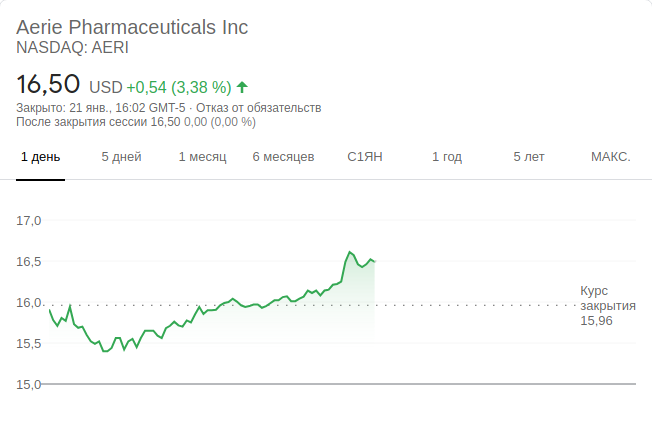 Aerie Pharmaceuticals Inc
NASDAQ: AERI
16,50 USD +0,54 (3,38 %)
Закрыто: 21 янв., 16:02 GMT-5 · Отказ от обязательств
После закрытия сессии 16,50 0,00 (0,00 %)
1 день 5 дней 1 месяц 6 месяцев С1ЯН 1 год 5 лет МАКС.
17,0
16,5
16,0
15,5
15,0
Курс
закрытия
15,96